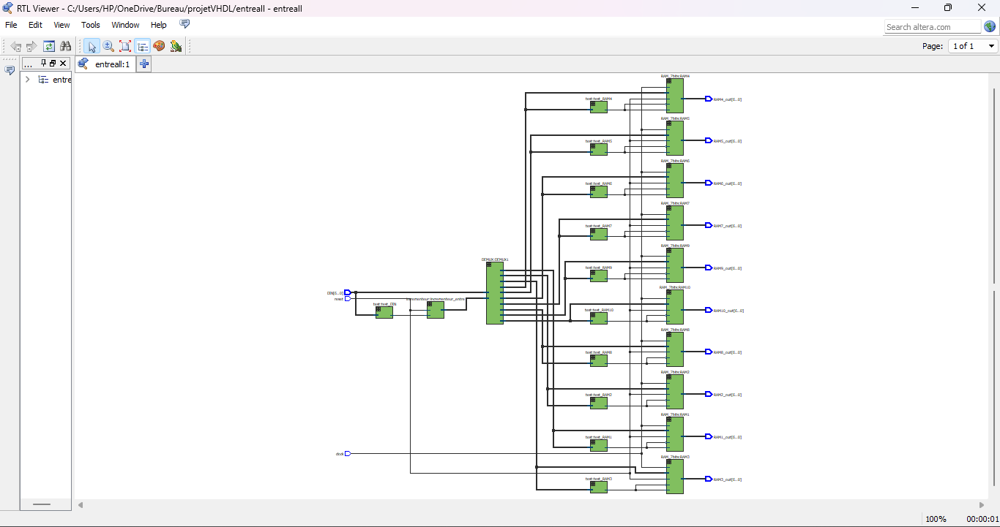 RTL Viewer - C:/Users/HP/OneDrive/Bureau/projetVHDL/entreall - entreall
File Edit View Tools Window Help
Search altera.com
Page: 1 of 1
...
entre
entreall:1
RAM_7bits:RAM4
test:test_RAM4
RAM4_out[6..0]
RAM_7bits:RAM5
test:test_RAM5
RAM5_out[6..0]
RAM_7bits:RAM6
test:test_RAM6
RAM6_out[6..0]
RAM_7bits:RAM7
test:test_RAM7
RAM7_out[6..0]
RAM_7bits:RAM9
DEMUX:DEMUX1
test:test_RAM9
RAM9_out[6..0]
RAM_7bits:RAM10
DIN[6..0]
reset
incrementeur:incrementeur_entre
test:test_DIN
test:test_RAM10
RAM10_out[6..0]
RAM_7bits:RAM8
test:test_RAM8
RAM8_out[6..0]
RAM_7bits:RAM2
test:test_RAM2
RAM2_out[6..0]
RAM_7bits:RAM1
test:test_RAM1
RAM1_out[6..0]
clock
RAM_7bits:RAM3
test:test_RAM3
RAM3_out[6..0]
100% 00:00:01